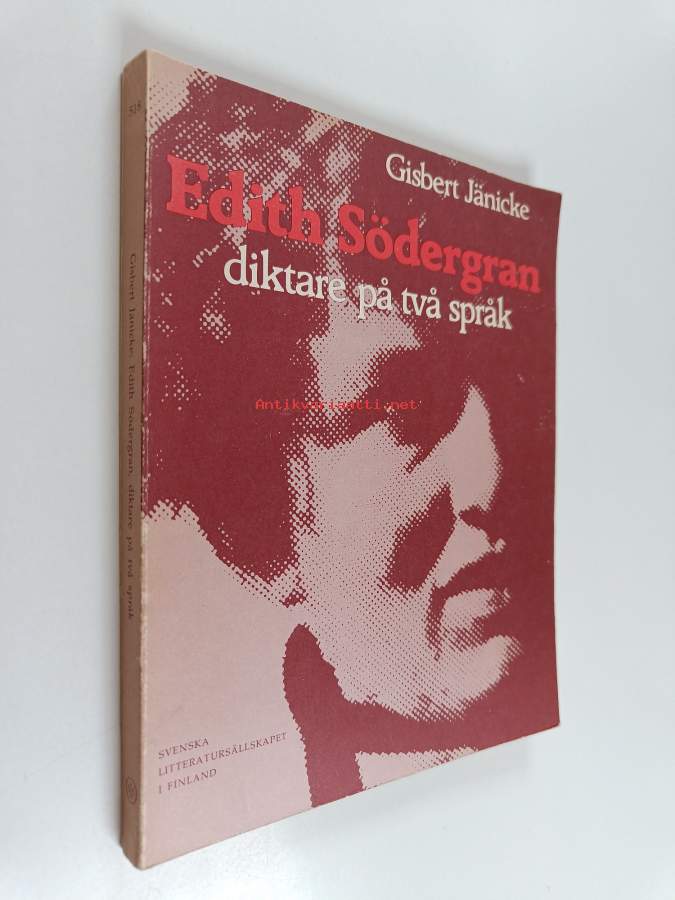 Gisbert Jänicke
Edith Södergran
diktare på två språk
Antikvariaatti.net
SVENSKA
LITTERATURSÄLLSKAPET
I FINLAND
518
Gisbert Jänicke: Edith Södergran, diktare på två språk